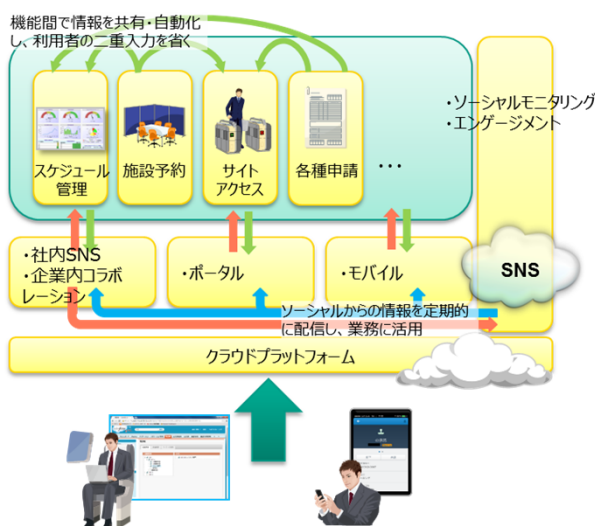 機能間で情報を共有・自動化
し、利用者の二重入力を省く
・ソーシャルモニタリング
・エンゲージメント
スケジュール
管理
施設予約
サイト
アクセス
各種申請
…
・社内SNS
・企業内コラボ
レーション
・ポータル
・モバイル
SNS
ソーシャルからの情報を定期的
に配信し、業務に活用
クラウドプラットフォーム